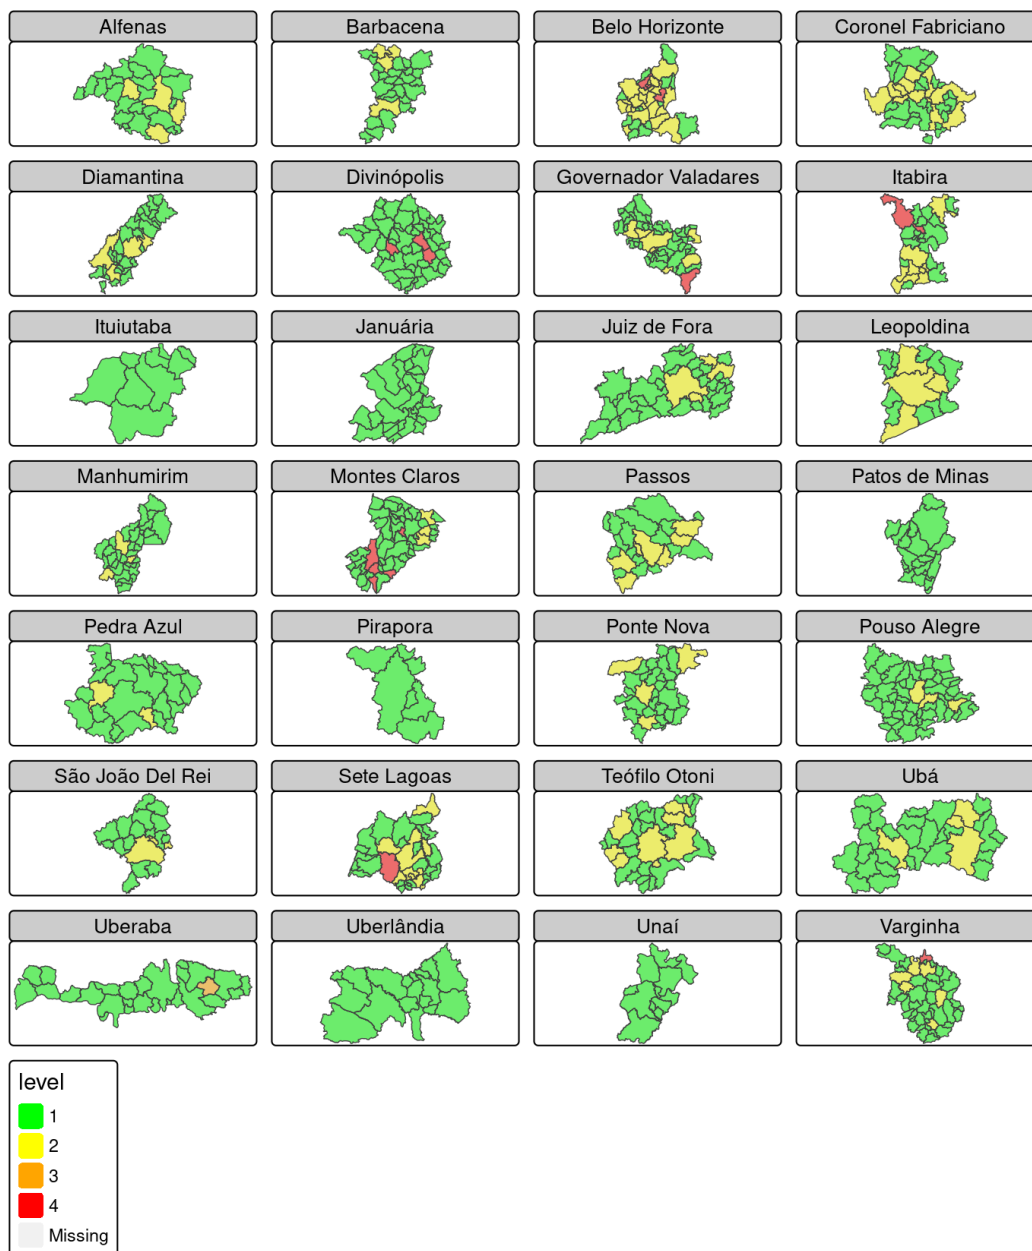 Alfenas
Barbacena
Belo Horizonte
Coronel Fabriciano
Diamantina
Divinópolis
Governador Valadares
Itabira
Ituiutaba
Januária
Juiz de Fora
Leopoldina
Manhumirim
Montes Claros
Passos
Patos de Minas
Pedra Azul
Pirapora
Ponte Nova
Pouso Alegre
São João Del Rei
Sete Lagoas
Teófilo Otoni
Ubá
Uberaba
Uberlândia
Unaí
Varginha
level
1
2
3
4
Missing